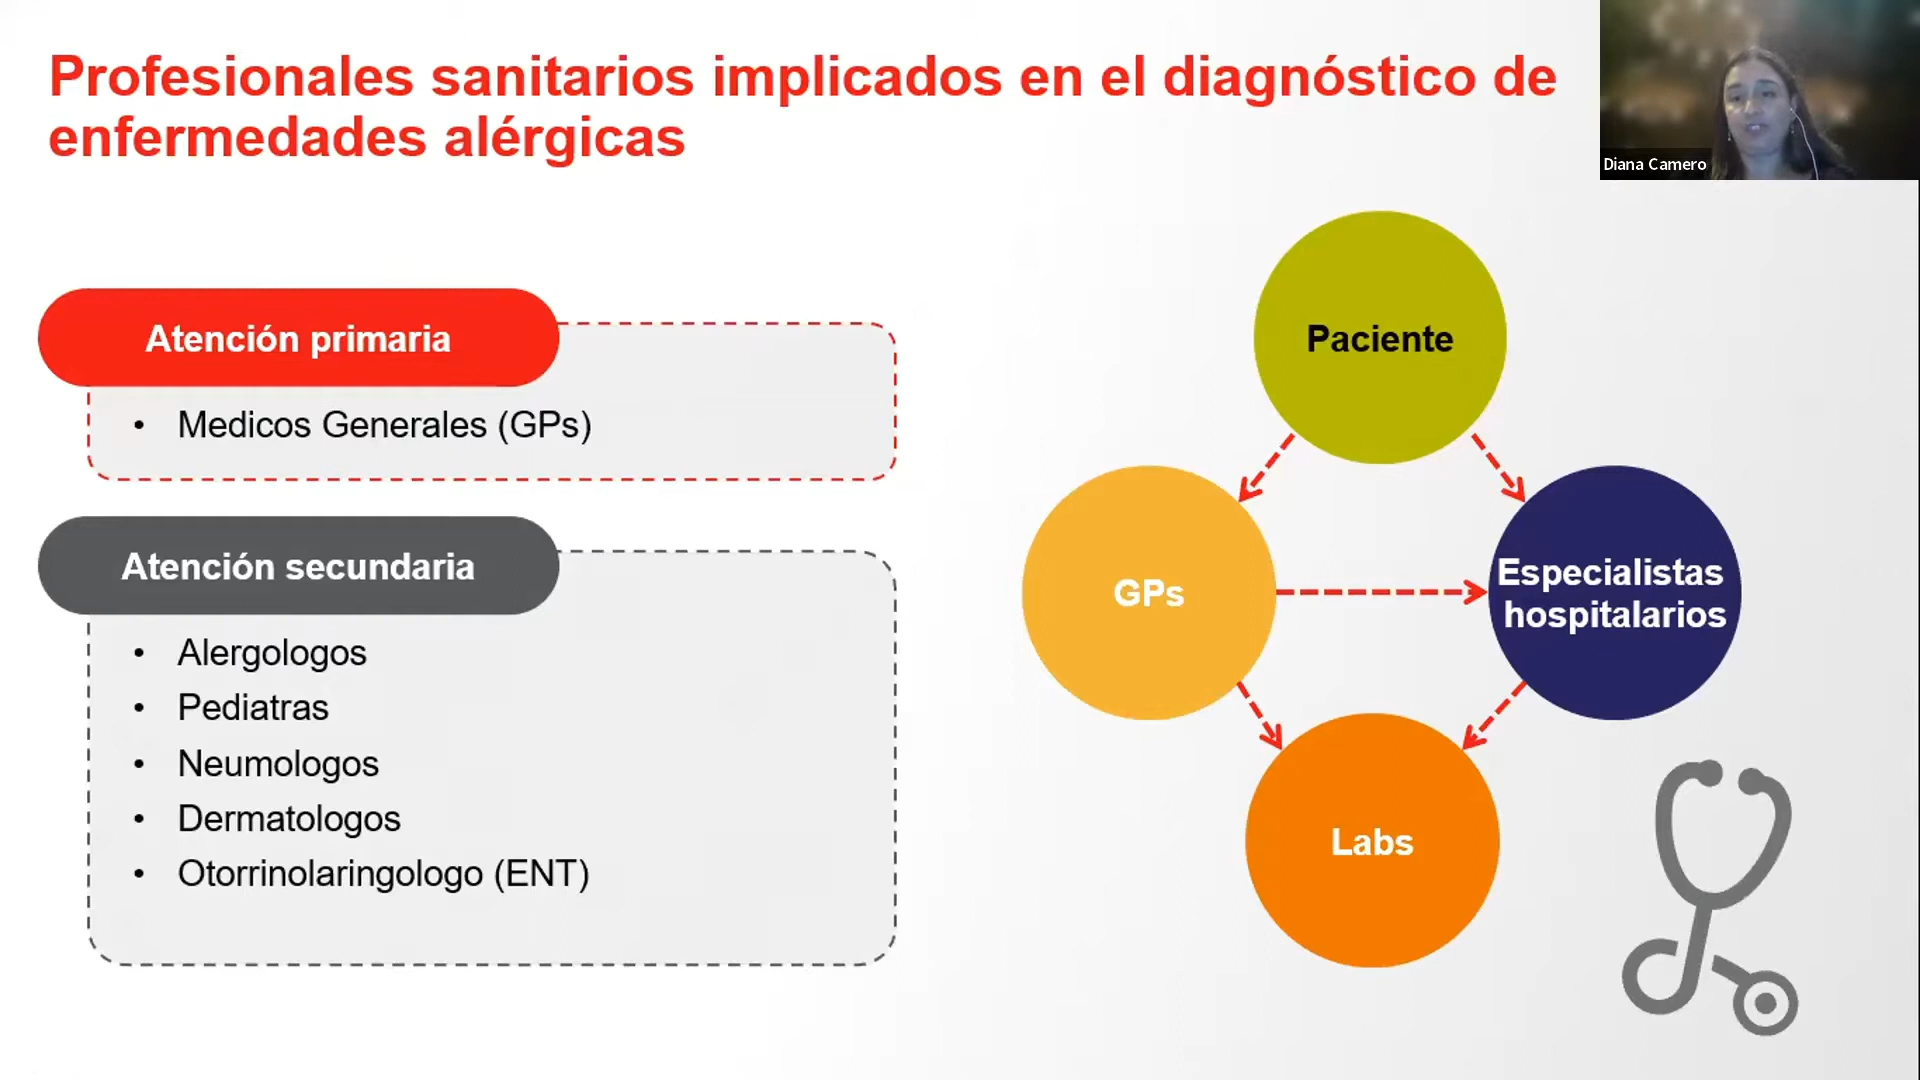 Profesionales sanitarios implicados en el diagnóstico de
enfermedades alérgicas
Diana Camero
Atención primaria
• Medicos Generales (GPs)
Atención secundaria
• Alergologos
• Pediatras
• Neumologos
• Dermatologos
• Otorrinolaringologo (ENT)
Paciente
GPs
Especialistas
hospitalarios
Labs